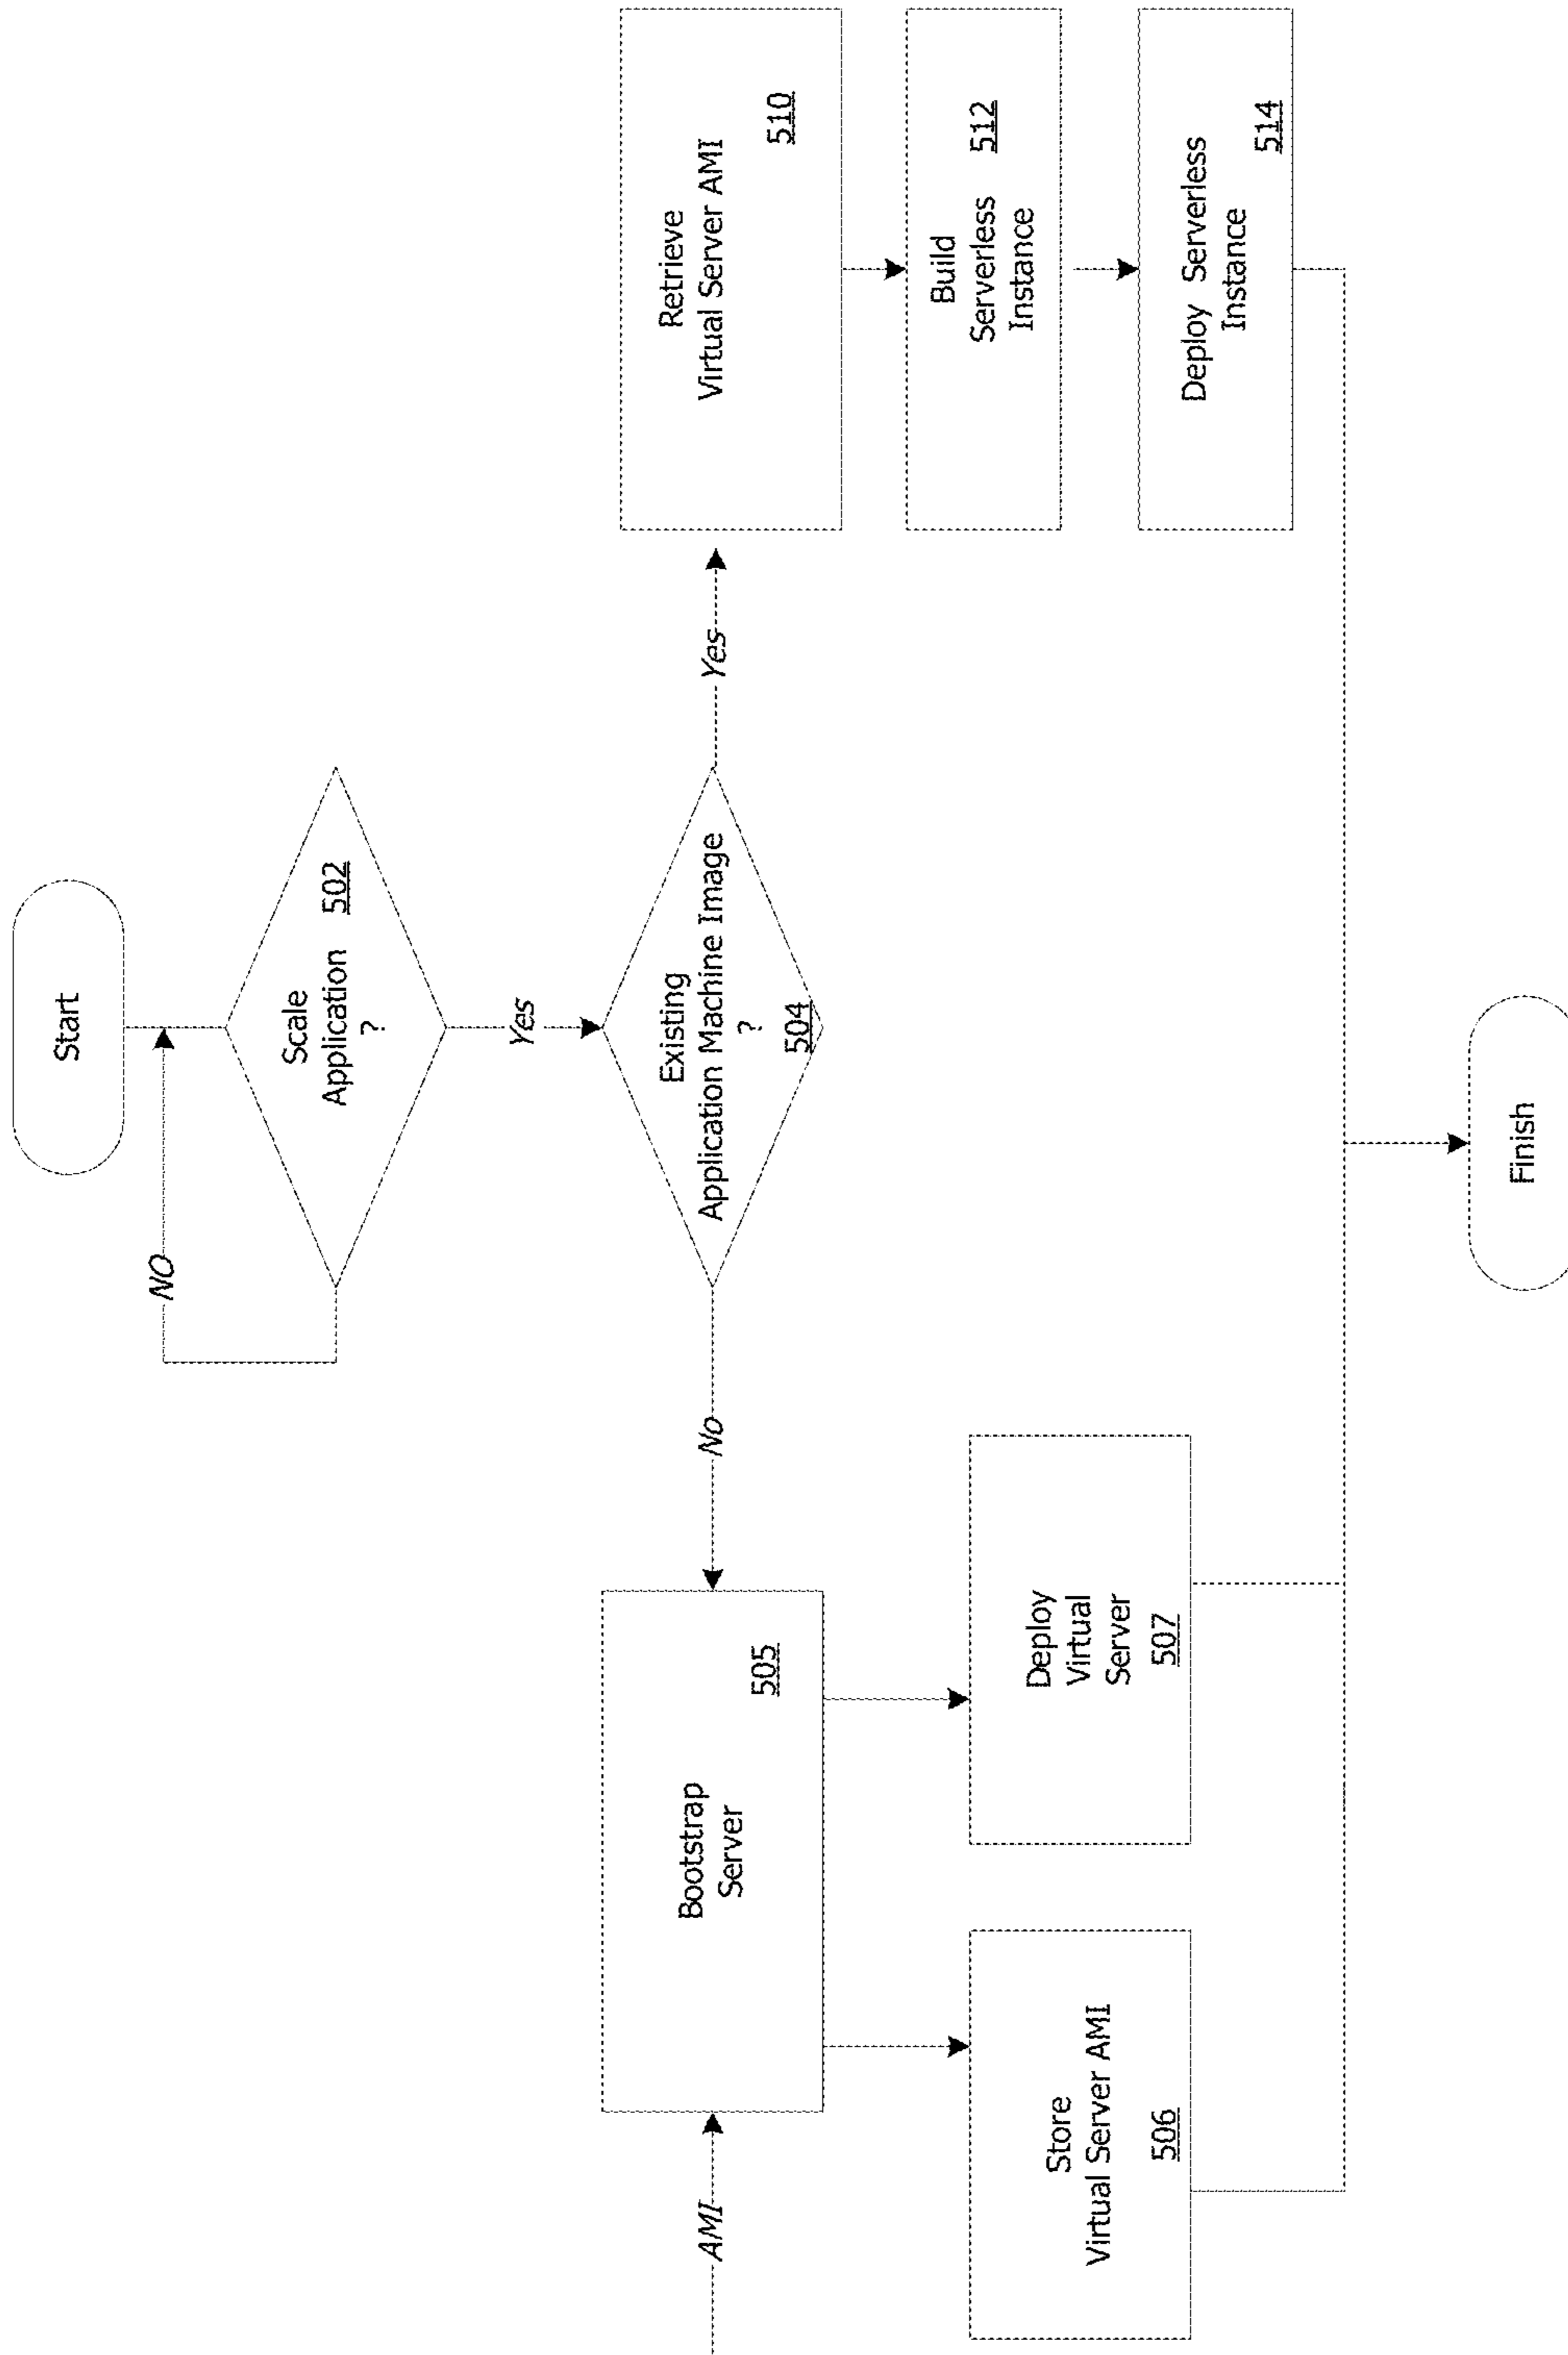 Start
NO
Scale
Application
?
502
Yes
Existing
Application Machine Image
?
504
No
Yes
AMI
Bootstrap
Server
505
Store
Virtual Server AMI
506
Deploy
Virtual
Server
507
Retrieve
Virtual Server AMI
510
Build
Serverless
Instance
512
Deploy Serverless
Instance
514
Finish